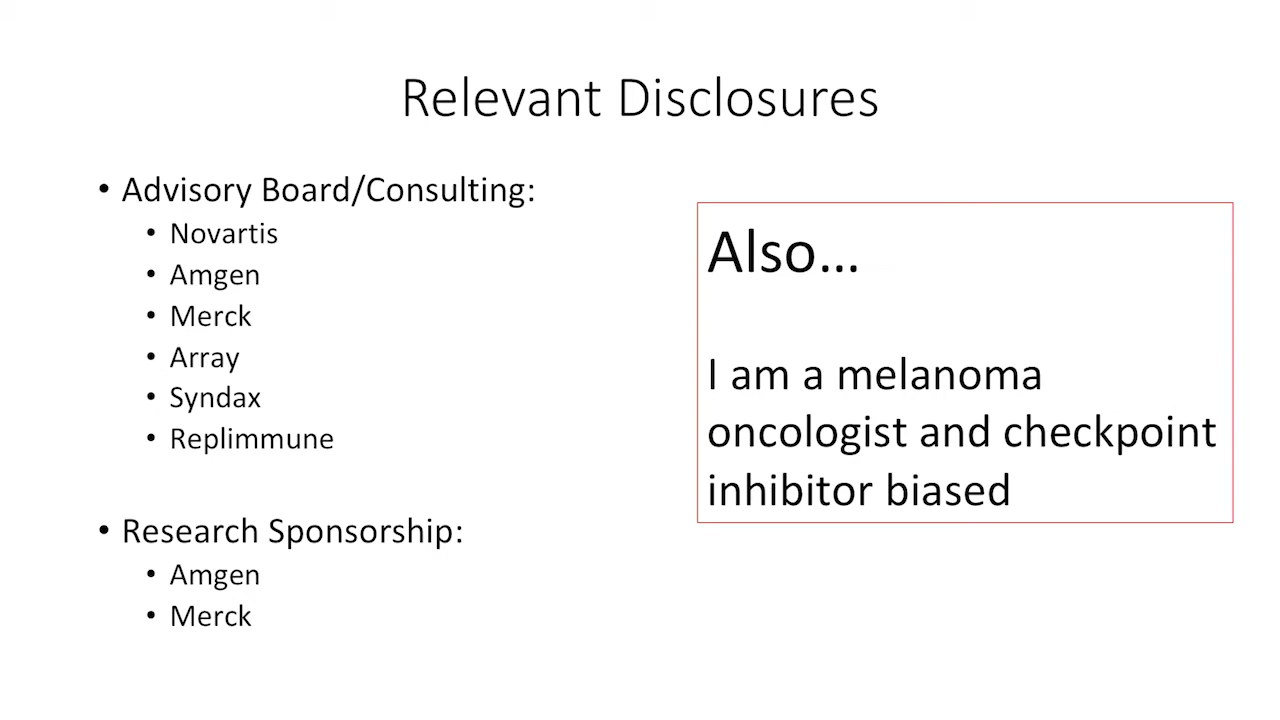 Relevant Disclosures
• Advisory Board/Consulting:
• Novartis
• Amgen
• Merck
• Array
• Syndax
• Replimmune
• Research Sponsorship:
• Amgen
• Merck
Also…
I am a melanoma
oncologist and checkpoint
inhibitor biased